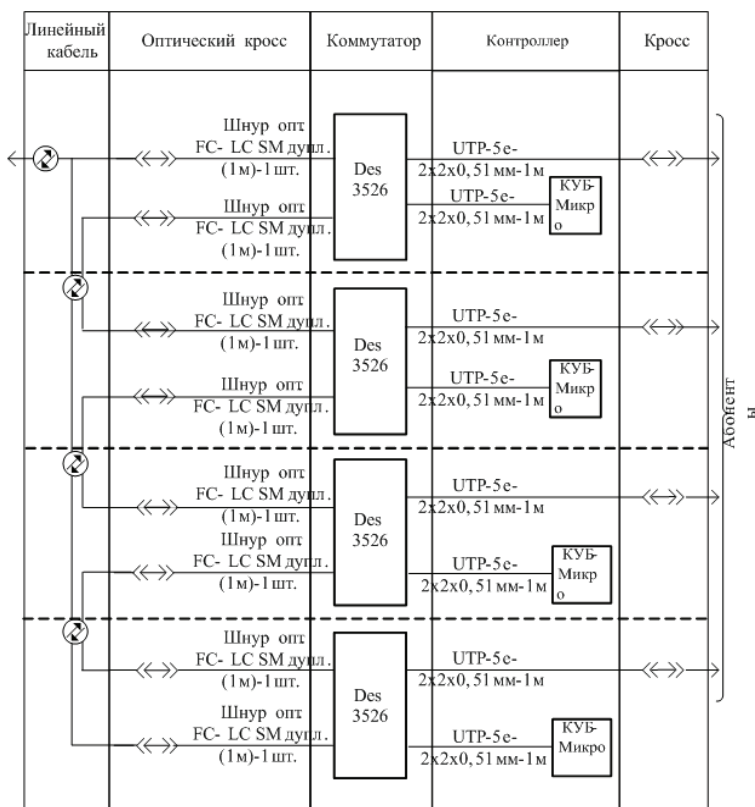 Линейный
кабель
Оптический кросс
Коммутатор
Контроллер
Кросс
Шнур опт
FC- LC SM дупл.
(1м)-1шт.
Des
3526
UTP-5e-
2x2x0,51мм-1м
UTP-5e-
2x2x0,51мм-1м
КУБ-
Микр
о
Шнур опт
FC- LC SM дупл.
(1м)-1шт.
Шнур опт
FC- LC SM дупл.
(1м)-1шт.
Des
3526
UTP-5e-
2x2x0,51мм-1м
UTP-5e-
2x2x0,51мм-1м
КУБ-
Микр
о
Шнур опт
FC- LC SM дупл.
(1м)-1шт.
Шнур опт
FC- LC SM дупл.
(1м)-1шт.
Des
3526
UTP-5e-
2x2x0,51мм-1м
Шнур опт
FC- LC SM дупл.
(1м)-1шт.
UTP-5e-
2x2x0,51мм-1м
КУБ-
Микр
о
Шнур опт
FC- LC SM дупл.
(1м)-1шт.
Des
3526
UTP-5e-
2x2x0,51мм-1м
Шнур опт
FC- LC SM дупл.
(1м)-1шт.
UTP-5e-
2x2x0,51мм-1м
КУБ-
Микро
Абонент
ы